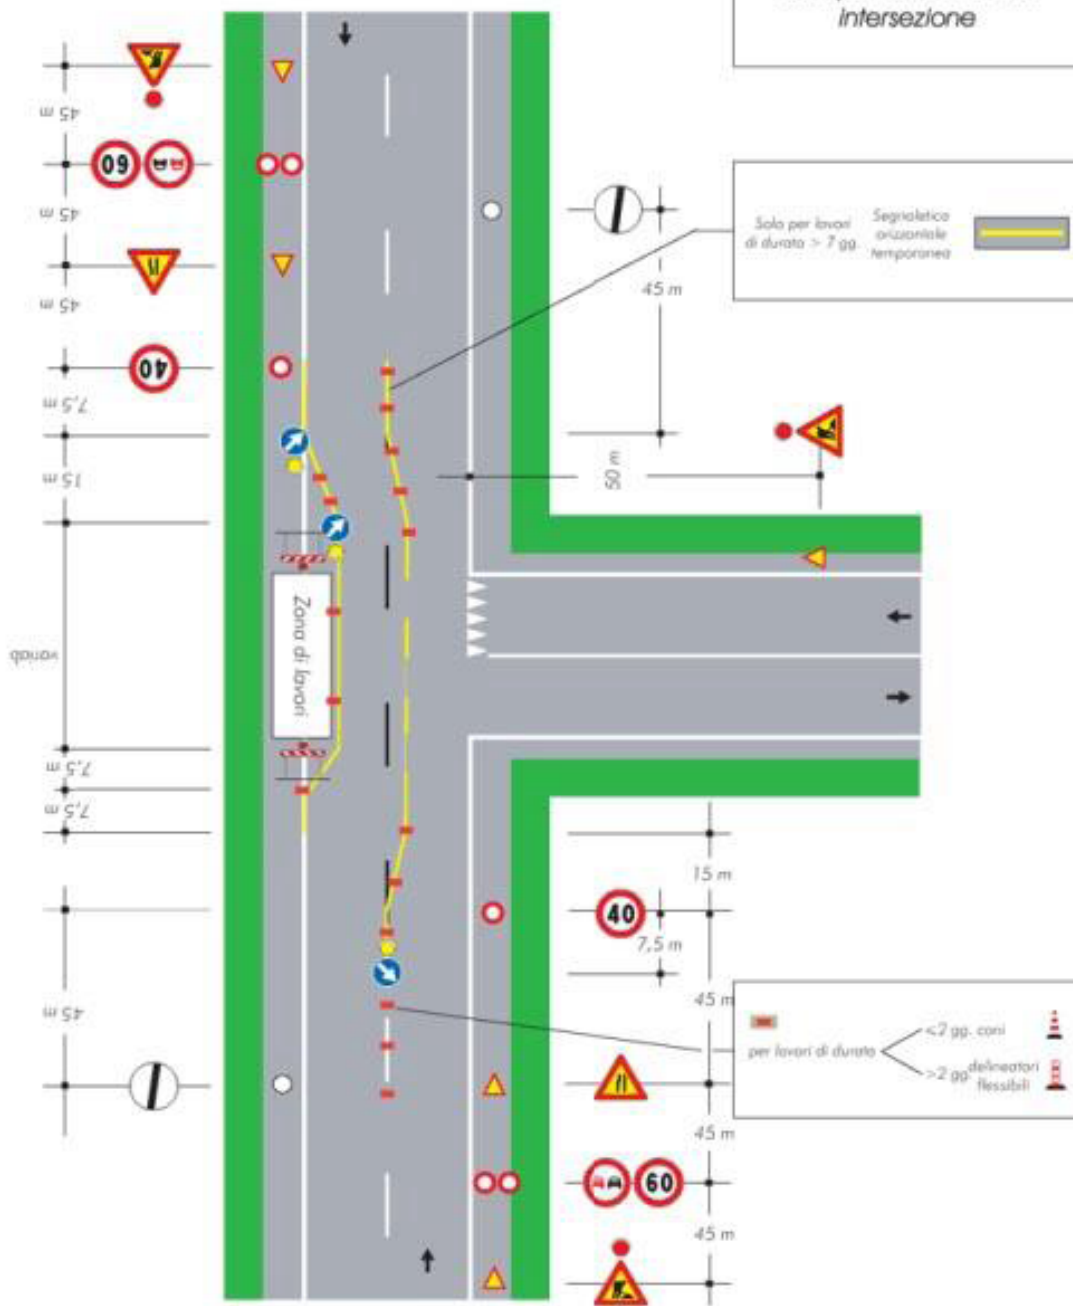 intersezione
45 m
60
45 m
45 m
40
7,5 m
15 m
variab
7,5 m
7,5 m
45 m
Zona di lavori
45 m
50 m
Solo per lavori
di durata > 7 gg.
Segnaletica
orizzontale
temporanea
15 m
40
7,5 m
45 m
45 m
60
45 m
per lavori di durata
<2 gg. coni
>2 gg. delineatori
flessibili